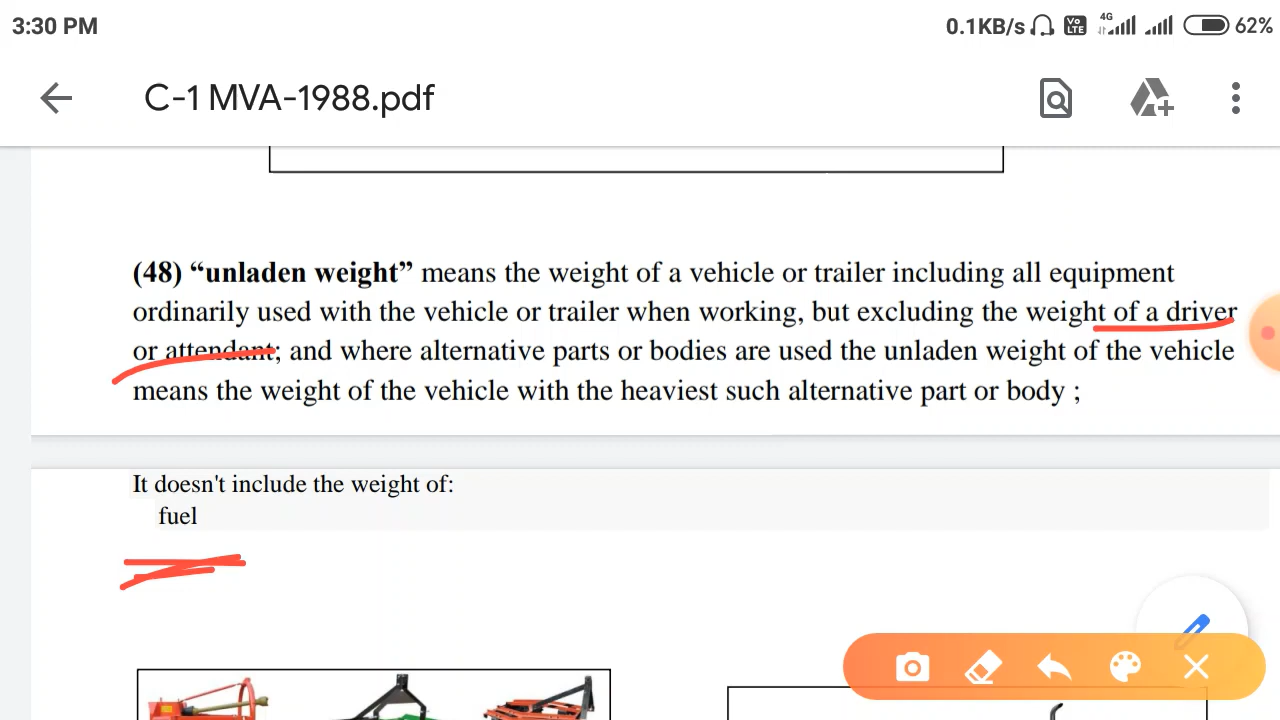 3:30 PM
0.1KB/s Vo LTE 4G 62%
C-1 MVA-1988.pdf
(48) “unladen weight” means the weight of a vehicle or trailer including all equipment
ordinarily used with the vehicle or trailer when working, but excluding the weight of a driver
or attendant; and where alternative parts or bodies are used the unladen weight of the vehicle
means the weight of the vehicle with the heaviest such alternative part or body ;
It doesn't include the weight of:
fuel